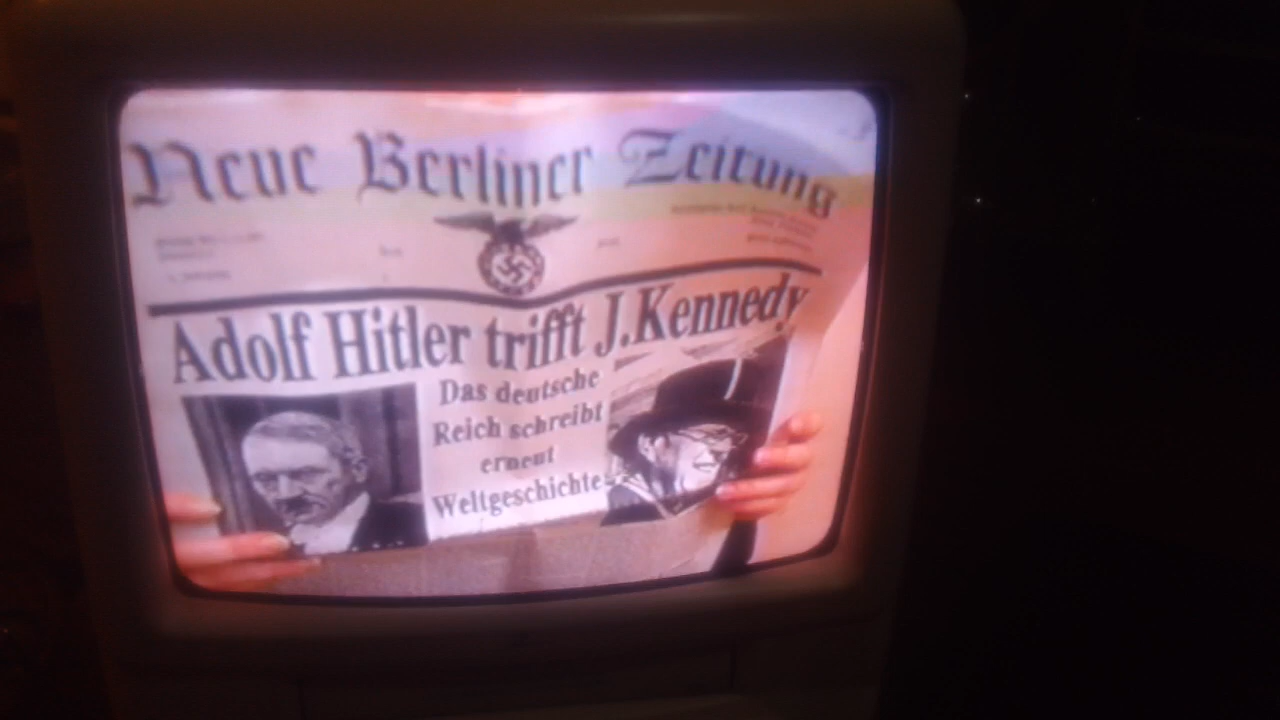 Neue Berliner Zeitung
Adolf Hitler trifft J.Kennedy
Das deutsche
Reich schreibt
erneut
Weltgeschichte